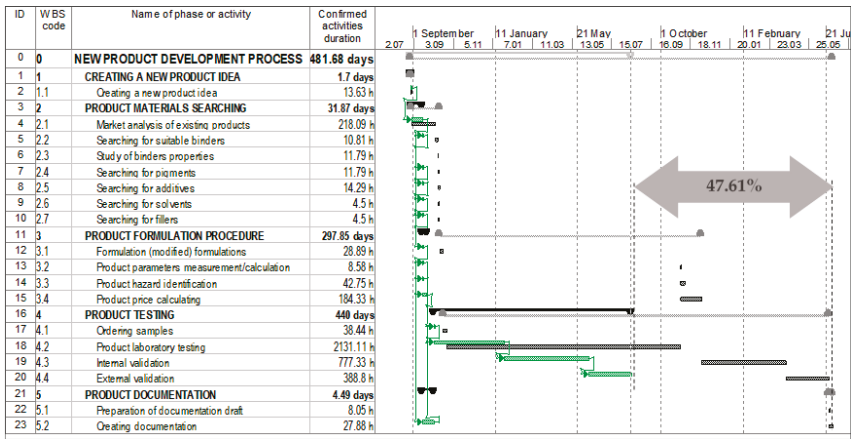 ID WBS code Name of phase or activity Confirmed activities duration
1 September 11 January 21 May 1 October 11 February 21 Ju
2.07 3.09 5.11 7.01 11.03 13.05 15.07 16.09 18.11 20.01 23.03 25.05
0 0 NEW PRODUCT DEVELOPMENT PROCESS 481.68 days
1 1 CREATING A NEW PRODUCT IDEA 1.7 days
2 1.1 Creating a new product idea 13.63 h
3 2 PRODUCT MATERIALS SEARCHING 31.87 days
4 2.1 Market analysis of existing products 218.09 h
5 2.2 Searching for suitable binders 10.81 h
6 2.3 Study of binders properties 11.79 h
7 2.4 Searching for pigments 11.79 h
8 2.5 Searching for additives 14.29 h
9 2.6 Searching for solvents 4.5 h
10 2.7 Searching for fillers 4.5 h
47.61%
11 3 PRODUCT FORMULATION PROCEDURE 297.85 days
12 3.1 Formulation (modified) formulations 28.89 h
13 3.2 Product parameters measurement/calculation 8.58 h
14 3.3 Product hazard identification 42.75 h
15 3.4 Product price calculating 184.33 h
16 4 PRODUCT TESTING 440 days
17 4.1 Ordering samples 38.44 h
18 4.2 Product laboratory testing 2131.11 h
19 4.3 Internal validation 777.33 h
20 4.4 External validation 388.8 h
21 5 PRODUCT DOCUMENTATION 4.49 days
22 5.1 Preparation of documentation draft 8.05 h
23 5.2 Creating documentation 27.88 h